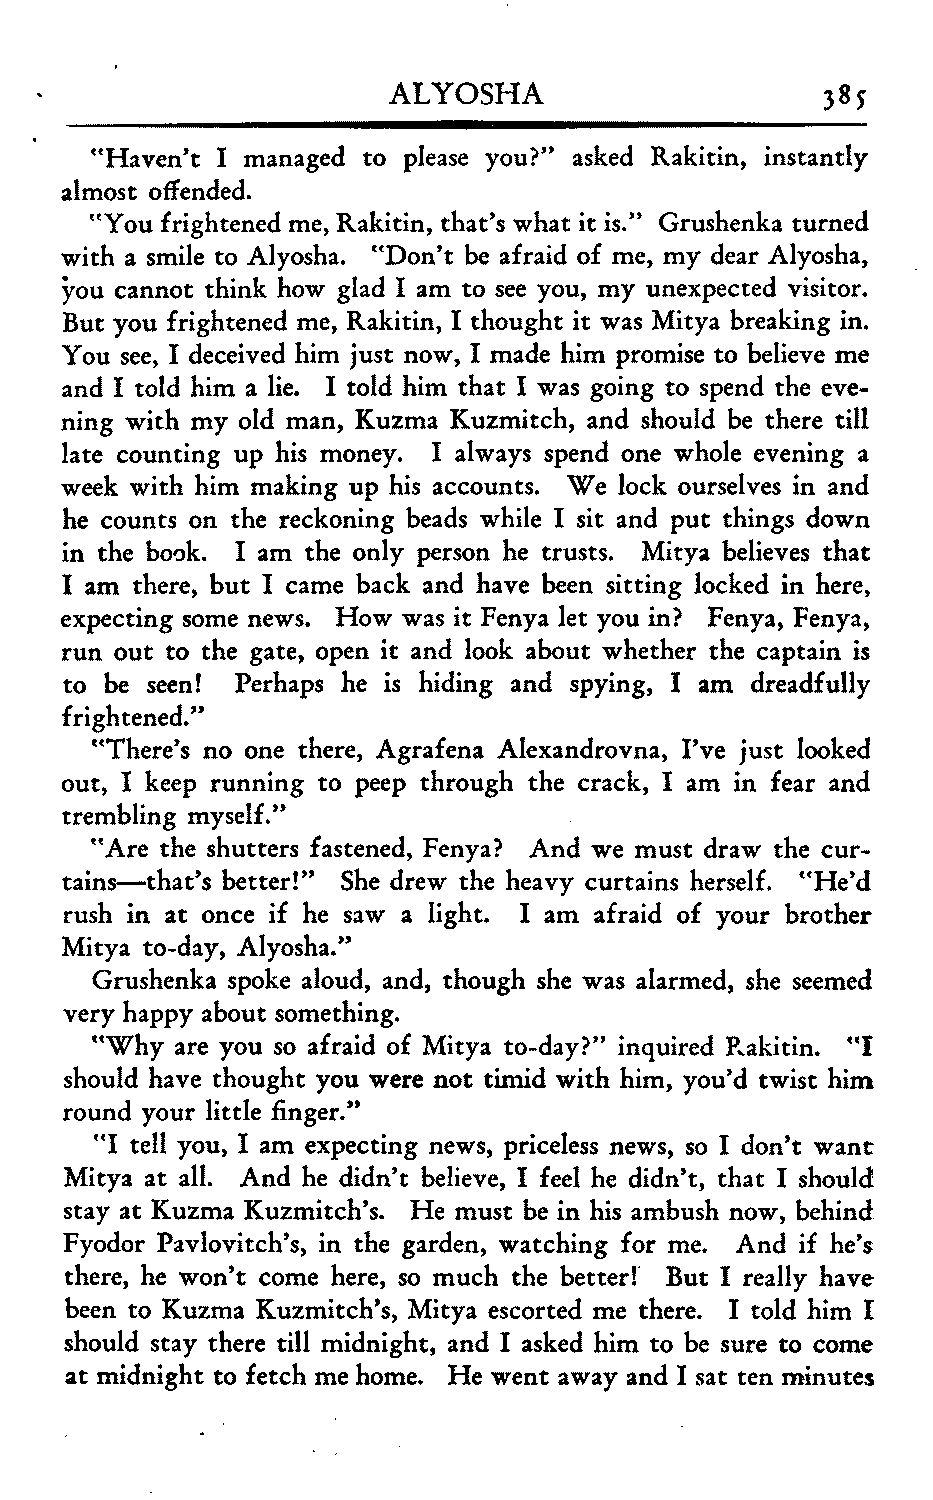 ALYOSHA 385
"Haven't I managed to please you?" asked Rakitin, instantly
almost offended.
"You frightened me, Rakitin, that's what it is." Grushenka turned
with a smile to Alyosha. "Don't be afraid of me, my dear Alyosha,
you cannot think how glad I am to see you, my unexpected visitor.
But you frightened me, Rakitin, I thought it was Mitya breaking in.
You see, I deceived him just now, I made him promise to believe me
and I told him a lie. I told him that I was going to spend the eve-
ning with my old man, Kuzma Kuzmitch, and should be there till
late counting up his money. I always spend one whole evening a
week with him making up his accounts. We lock ourselves in and
he counts on the reckoning beads while I sit and put things down
in the book. I am the only person he trusts. Mitya believes that
I am there, but I came back and have been sitting locked in here,
expecting some news. How was it Fenya let you in? Fenya, Fenya,
run out to the gate, open it and look about whether the captain is
to be seen! Perhaps he is hiding and spying, I am dreadfully
frightened."
"There's no one there, Agrafena Alexandrovna, I've just looked
out, I keep running to peep through the crack, I am in fear and
trembling myself."
"Are the shutters fastened, Fenya? And we must draw the cur-
tains—that's better!" She drew the heavy curtains herself. "He'd
rush in at once if he saw a light. I am afraid of your brother
Mitya to-day, Alyosha."
Grushenka spoke aloud, and, though she was alarmed, she seemed
very happy about something.
"Why are you so afraid of Mitya to-day?" inquired Rakitin. "I
should have thought you were not timid with him, you'd twist him
round your little finger."
"I tell you, I am expecting news, priceless news, so I don't want
Mitya at all. And he didn't believe, I feel he didn't, that I should
stay at Kuzma Kuzmitch's. He must be in his ambush now, behind
Fyodor Pavlovitch's, in the garden, watching for me. And if he's
there, he won't come here, so much the better! But I really have
been to Kuzma Kuzmitch's, Mitya escorted me there. I told him I
should stay there till midnight, and I asked him to be sure to come
at midnight to fetch me home. He went away and I sat ten minutes